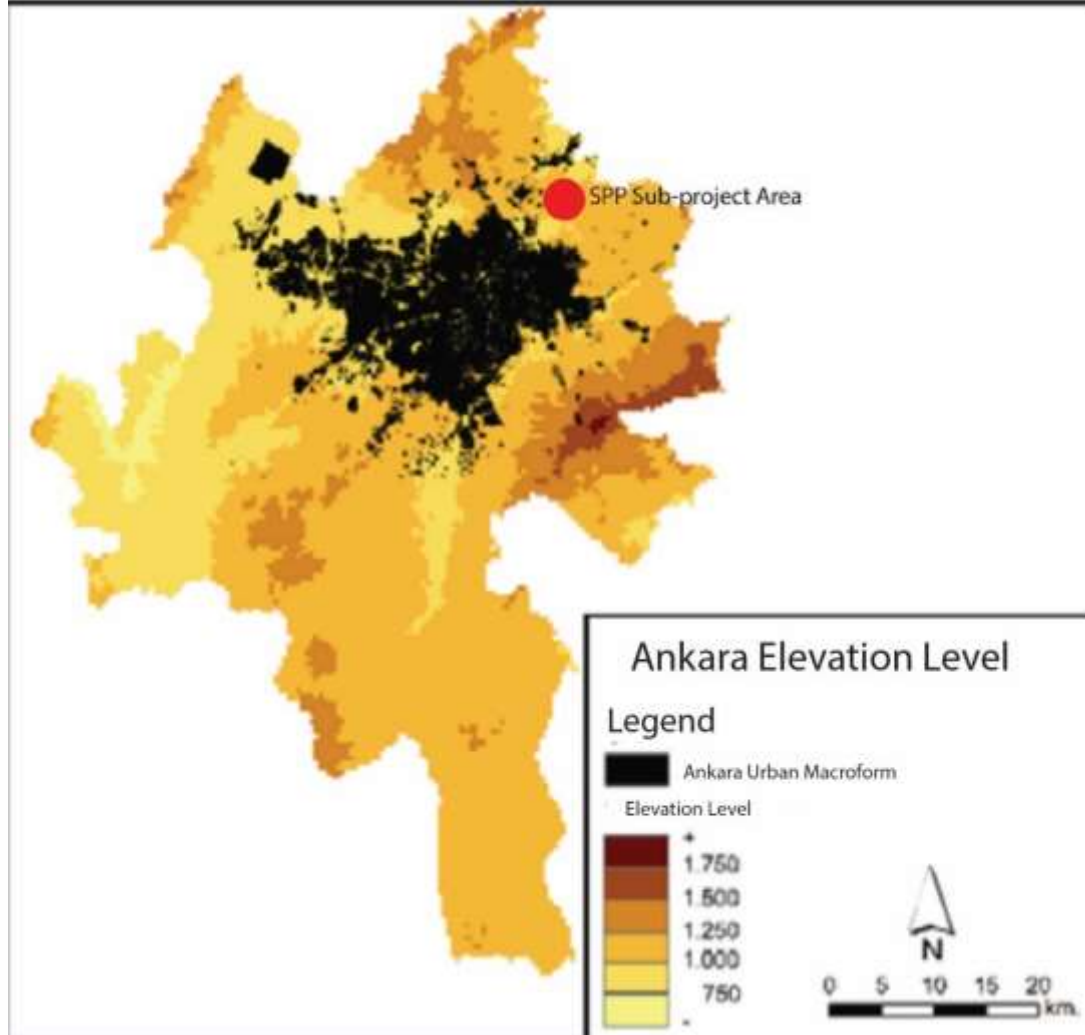 SPP Sub-project Area
Ankara Elevation Level
Legend
Ankara Urban Macroform
Elevation Level
+
1.750
1.500
1.250
1.000
750
-
N
0 5 10 15 20
km.